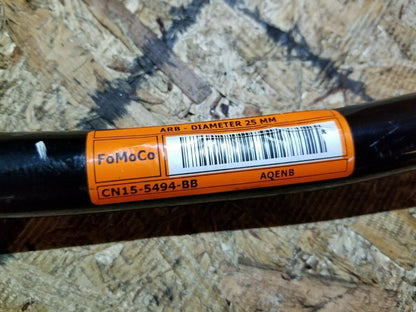 ARB - DIAMETER 25 MM
FoMoCo
CN15-5494-BB
AQENB